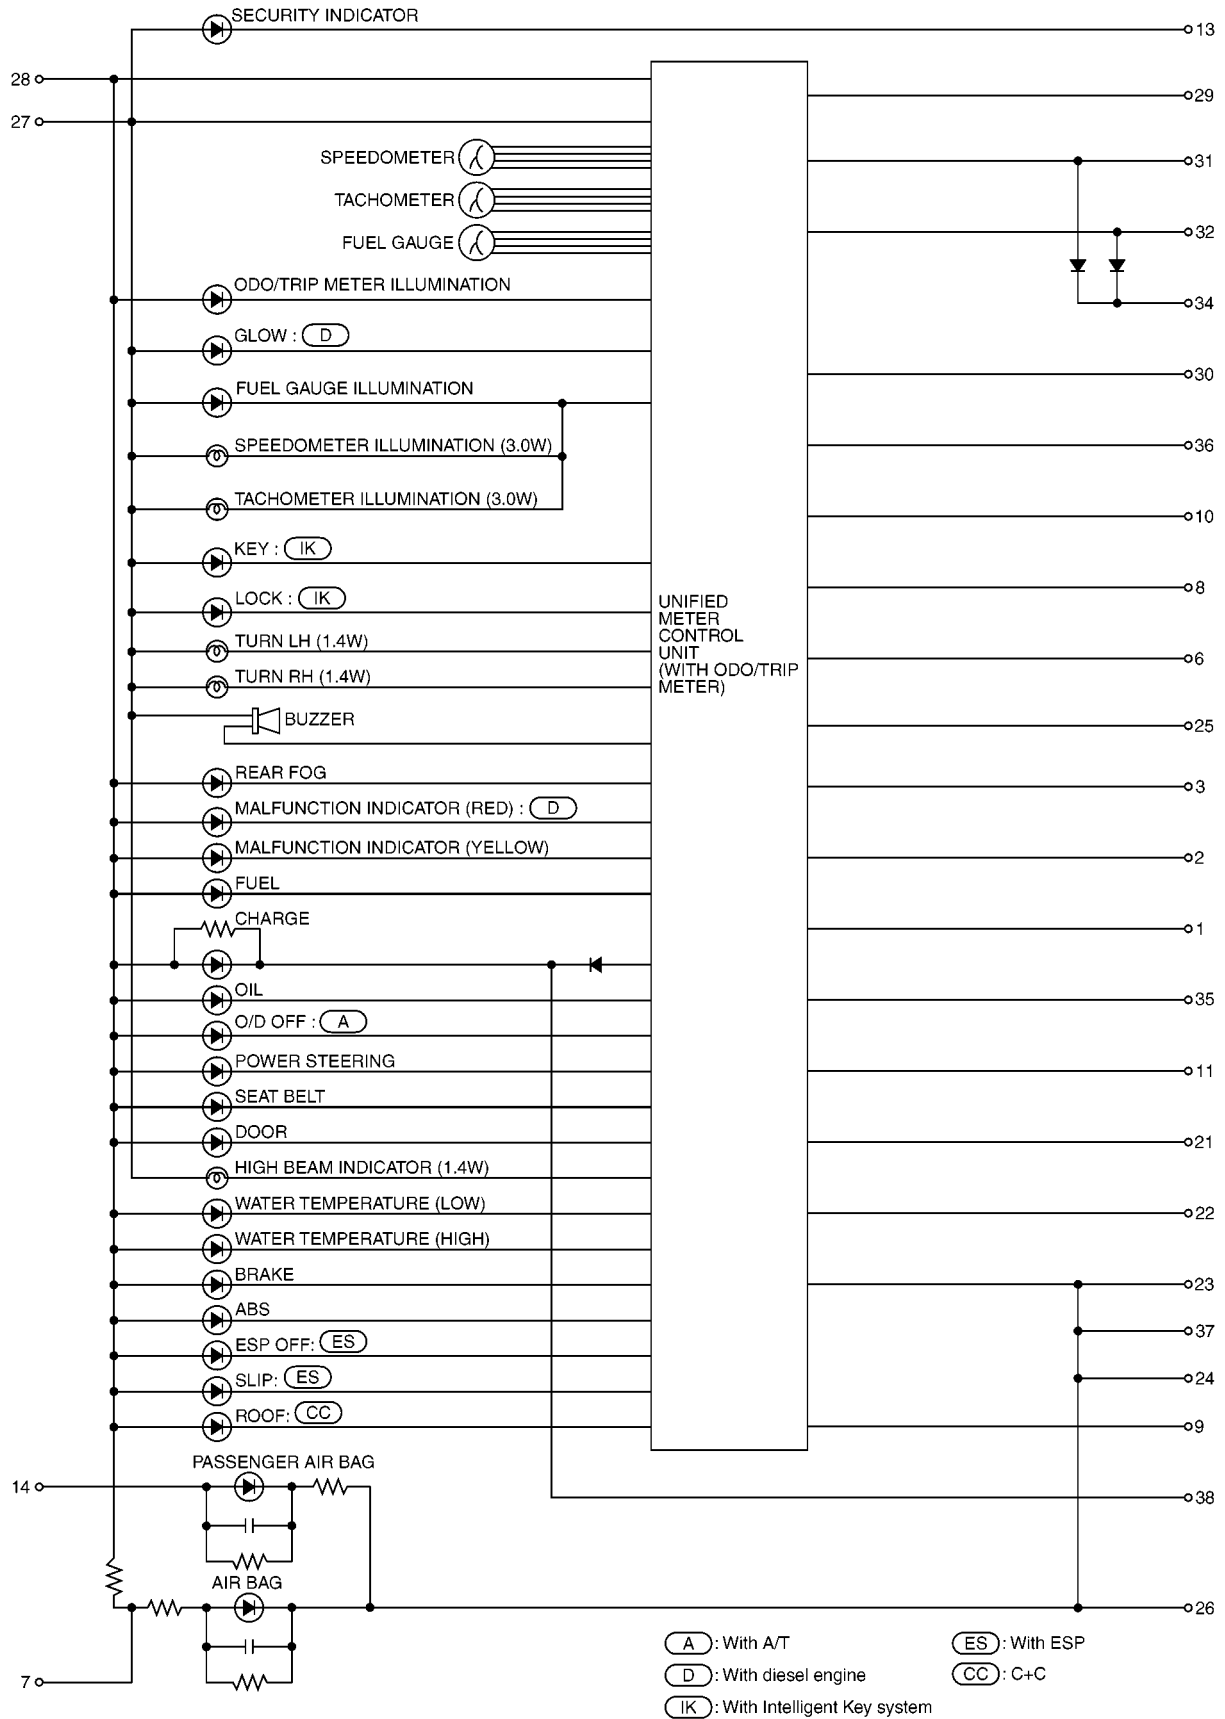 SECURITY INDICATOR
13
28
29
27
SPEEDOMETER
31
TACHOMETER
32
FUEL GAUGE
ODO/TRIP METER ILLUMINATION
34
GLOW : D
30
FUEL GAUGE ILLUMINATION
SPEEDOMETER ILLUMINATION (3.0W)
36
TACHOMETER ILLUMINATION (3.0W)
10
KEY : IK
8
LOCK : IK
UNIFIED
METER
CONTROL
UNIT
(WITH ODO/TRIP
METER)
TURN LH (1.4W)
6
TURN RH (1.4W)
BUZZER
25
REAR FOG
3
MALFUNCTION INDICATOR (RED) : D
MALFUNCTION INDICATOR (YELLOW)
2
FUEL
CHARGE
1
OIL
35
O/D OFF : A
POWER STEERING
11
SEAT BELT
DOOR
21
HIGH BEAM INDICATOR (1.4W)
WATER TEMPERATURE (LOW)
22
WATER TEMPERATURE (HIGH)
BRAKE
23
ABS
37
ESP OFF: ES
SLIP: ES
24
ROOF: CC
9
PASSENGER AIR BAG
14
38
AIR BAG
26
7
A : With A/T
ES : With ESP
D : With diesel engine
CC : C+C
IK : With Intelligent Key system